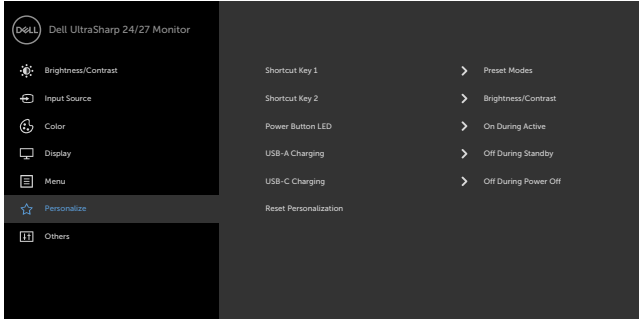 DELL
Dell UltraSharp 24/27 Monitor
Brightness/Contrast
Input Source
Color
Display
Menu
Personalize
Others
Shortcut Key 1 Preset Modes
Shortcut Key 2 Brightness/Contrast
Power Button LED On During Active
USB-A Charging Off During Standby
USB-C Charging Off During Power Off
Reset Personalization